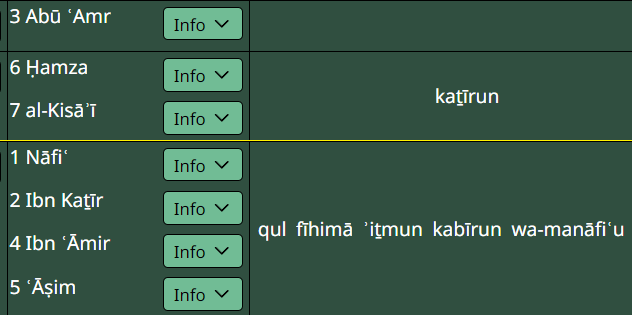 3 Abū ʿAmr Info
6 Ḥamza Info
kaṯīrun
7 al-Kisāʾī Info
1 Nāfiʿ Info
2 Ibn Kaṯīr Info
qul fīhimā ʾiṯmun kabīrun wa-manāfiʿu
4 Ibn ʿĀmir Info
5 ʿĀṣim Info